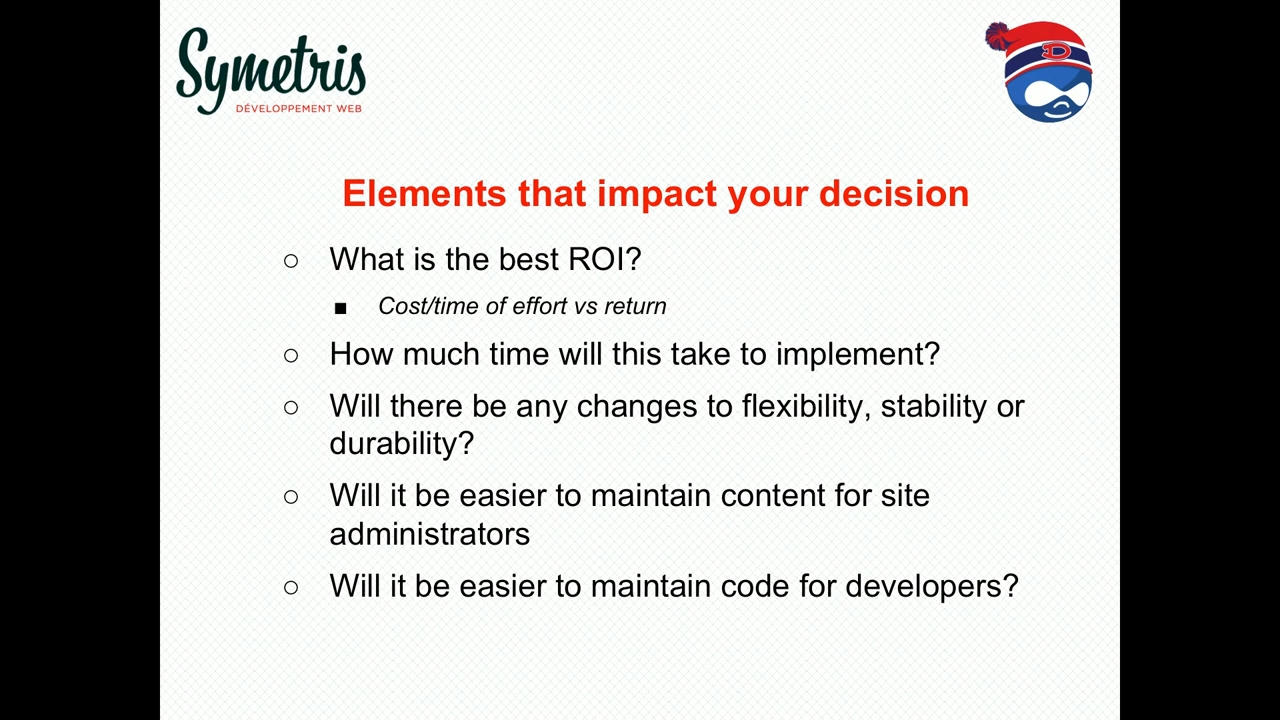 Symetris
DÉVELOPPEMENT WEB
D
Elements that impact your decision
○ What is the best ROI?
■ Cost/time of effort vs return
○ How much time will this take to implement?
○ Will there be any changes to flexibility, stability or
durability?
○ Will it be easier to maintain content for site
administrators
○ Will it be easier to maintain code for developers?